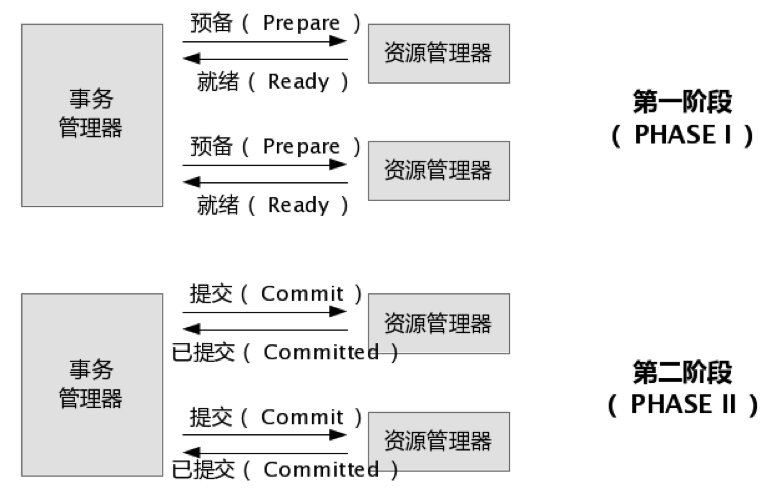 预备（ Prepare ）
资源管理器
就绪（ Ready ）
事务
管理器
第一阶段
（ PHASE I ）
预备（ Prepare ）
资源管理器
就绪（ Ready ）
提交（ Commit ）
资源管理器
已提交（ Committed ）
事务
管理器
第二阶段
（ PHASE II ）
提交（ Commit ）
资源管理器
已提交（ Committed ）